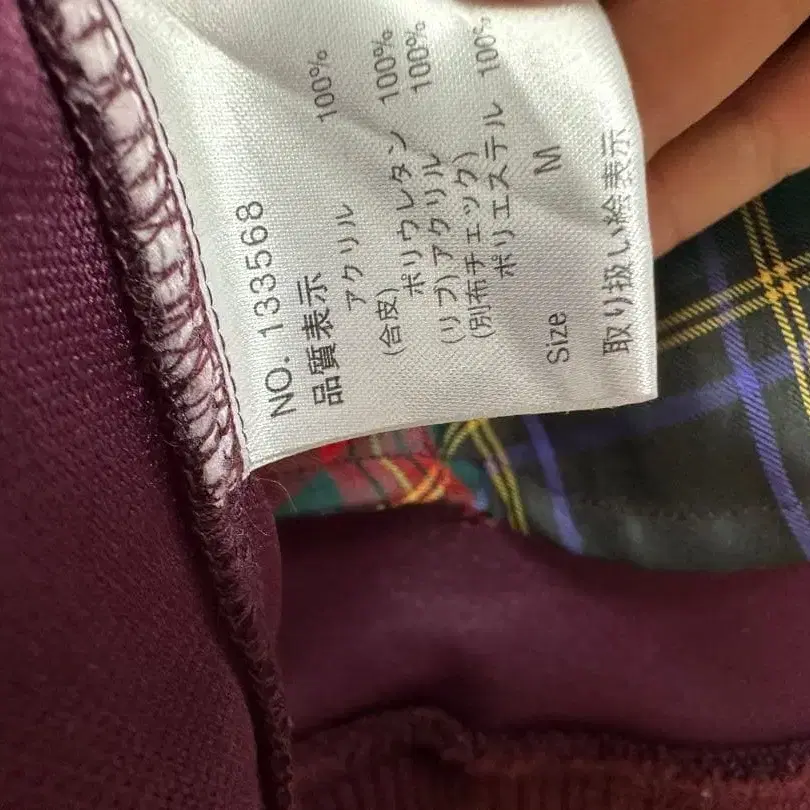 NO. 133568
品質表示
アクリル 100%
(合皮)
ポリウレタン 100%
(リブ)アクリル 100%
(別布チェック)
ポリエステル 100%
Size M
取り扱い絵表示